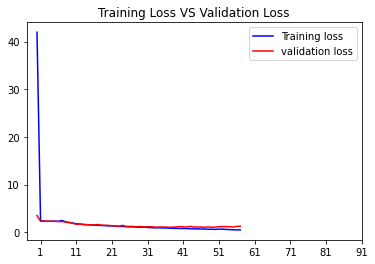 Training Loss VS Validation Loss
Training loss
validation loss
40
30
20
10
0
1 11 21 31 41 51 61 71 81 91